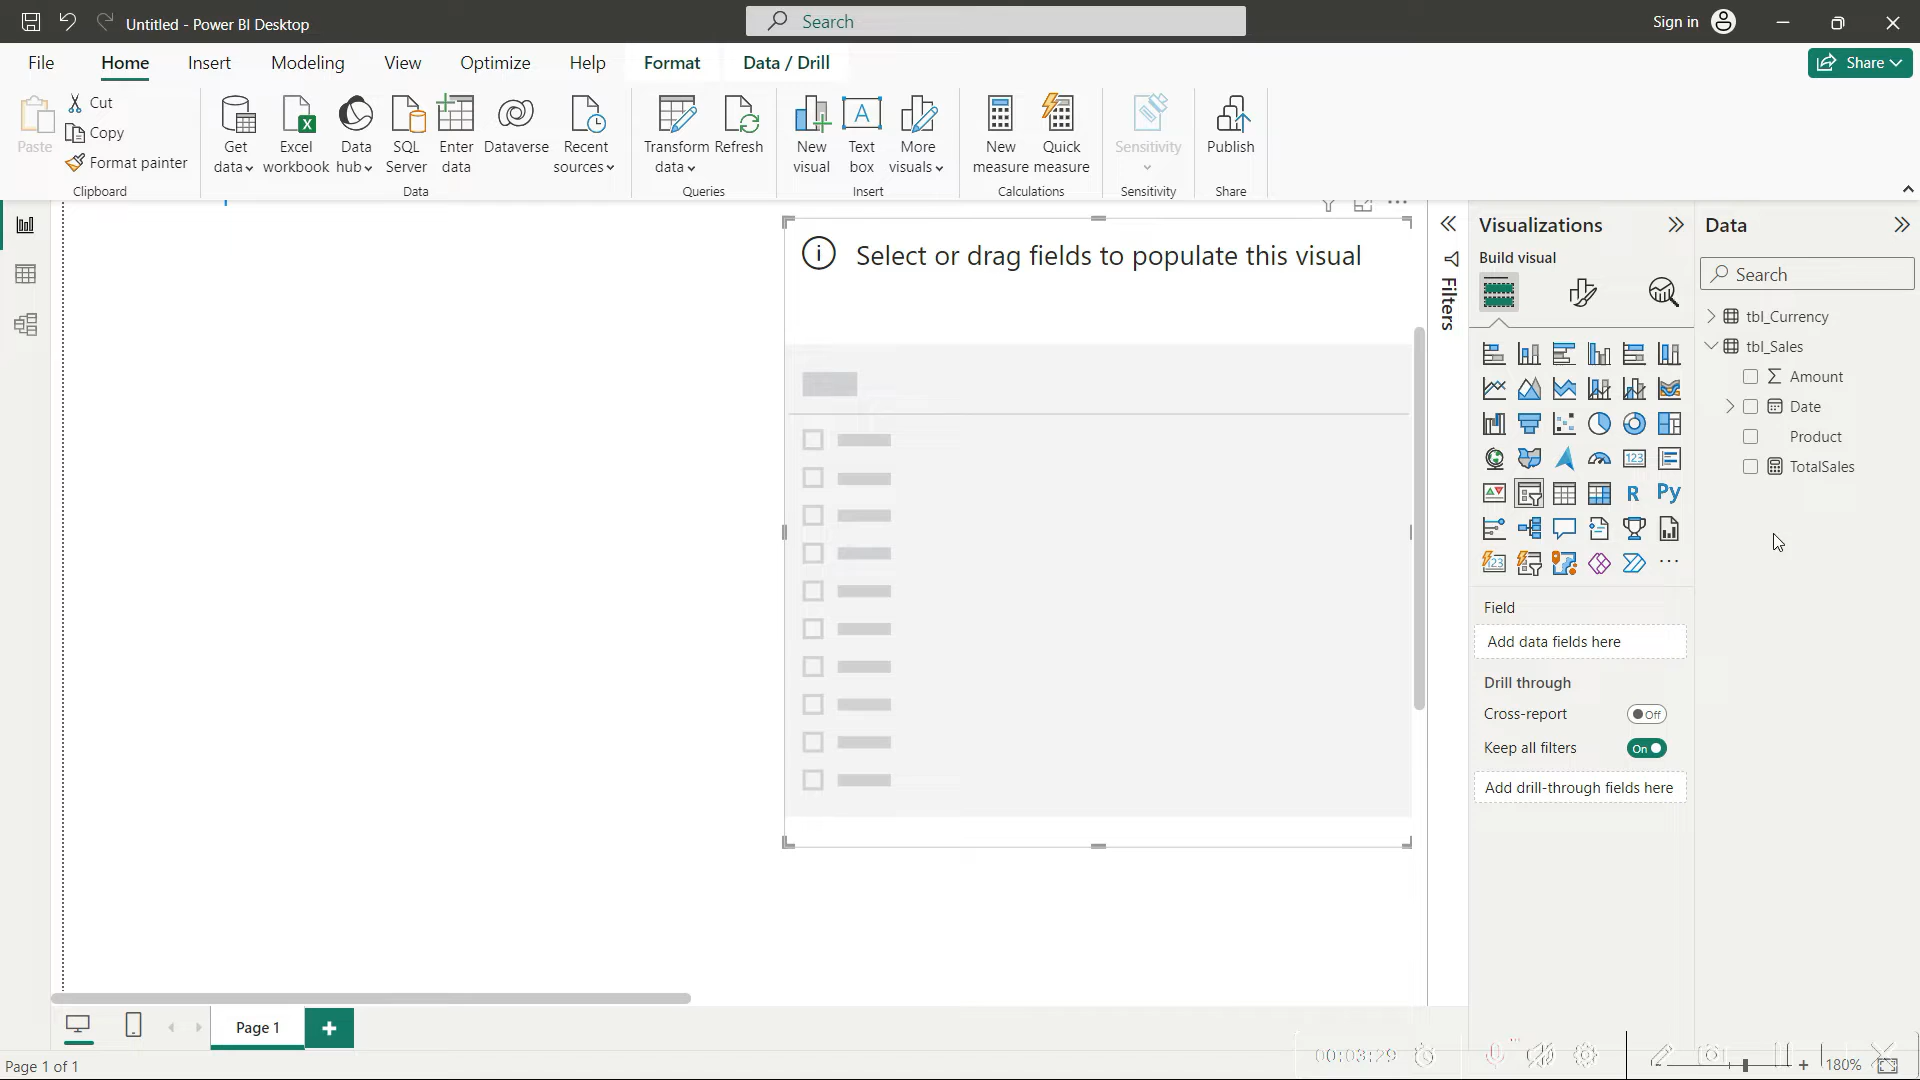 Untitled - Power BI Desktop
Search
Sign in
File
Home
Insert
Modeling
View
Optimize
Help
Format
Data / Drill
Share
Paste
Cut
Copy
Format painter
Clipboard
Get data
Excel workbook
Data hub
SQL Server
Enter data
Dataverse
Recent sources
Data
Transform data
Refresh
Queries
New visual
Text box
More visuals
Insert
New measure
Quick measure
Calculations
Sensitivity
Sensitivity
Publish
Share
Select or drag fields to populate this visual
Filters
Visualizations
Build visual
123
R
Py
123
Field
Add data fields here
Drill through
Cross-report
Off
Keep all filters
On
Add drill-through fields here
Data
Search
tbl_Currency
tbl_Sales
Σ Amount
Date
Product
TotalSales
Page 1
Page 1 of 1
00:03:29
- + 180%